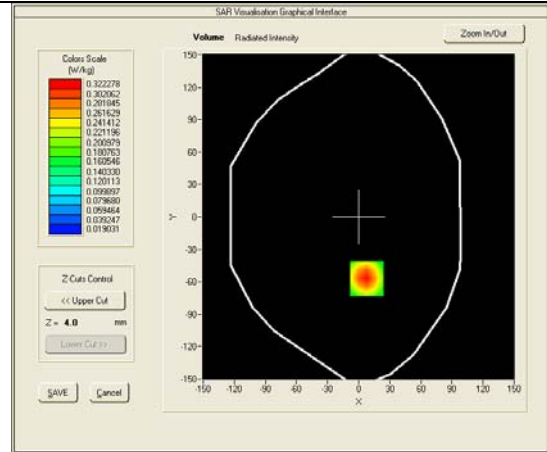 SAR Visualisation Graphical Interface
Volume Radiated Intensity
Zoom In/Out
Colors Scale
(W/kg)
0.322278
0.302062
0.281845
0.261629
0.241412
0.221196
0.200979
0.180763
0.160546
0.140330
0.120113
0.099897
0.079680
0.059464
0.039247
0.019031
Z Cuts Control
<< Upper Cut
Z = 4.0 mm
Lower Cut >>
SAVE Cancel
150
120
90
60
30
0
-30
-60
-90
-120
-150
Y
-150 -120 -90 -60 -30 0 30 60 90 120 150
X